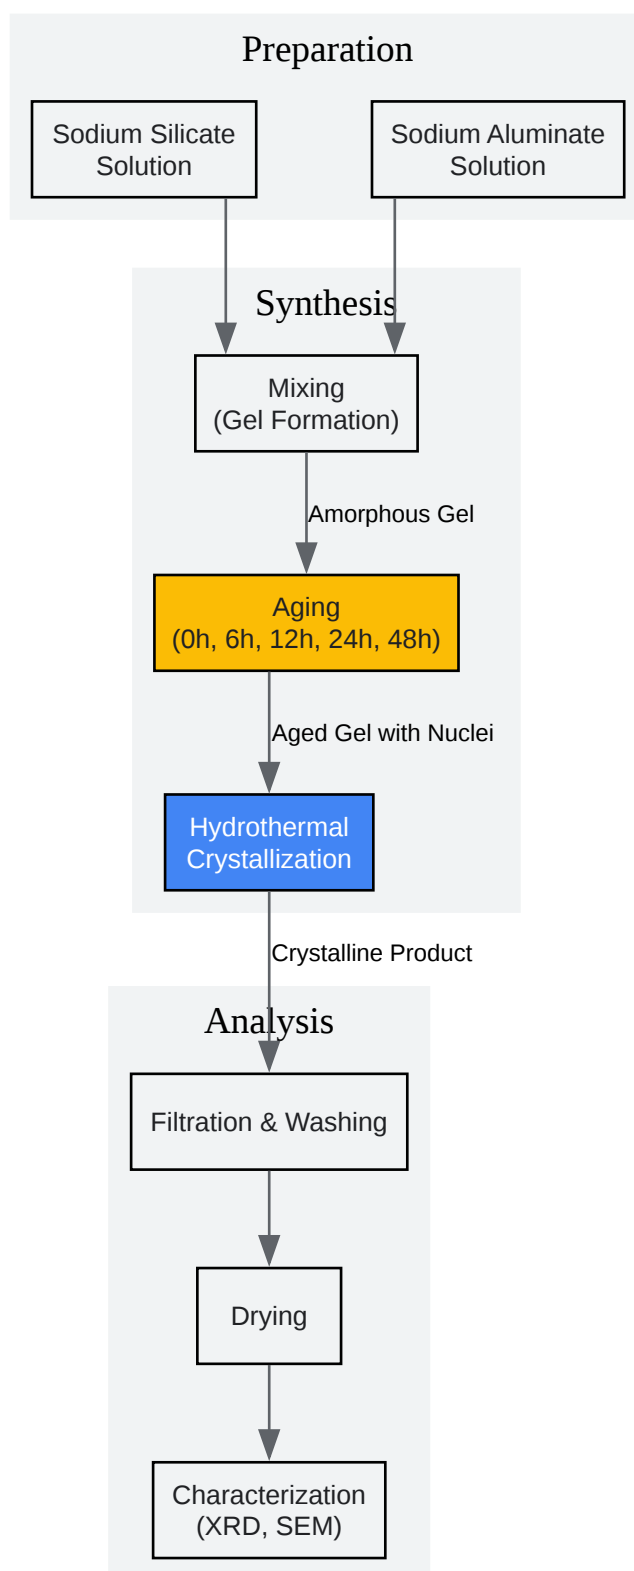 Preparation
Sodium Silicate
Solution
Sodium Aluminate
Solution
Synthesis
Mixing
(Gel Formation)
Amorphous Gel
Aging
(0h, 6h, 12h, 24h, 48h)
Aged Gel with Nuclei
Hydrothermal
Crystallization
Crystalline Product
Analysis
Filtration & Washing
Drying
Characterization
(XRD, SEM)